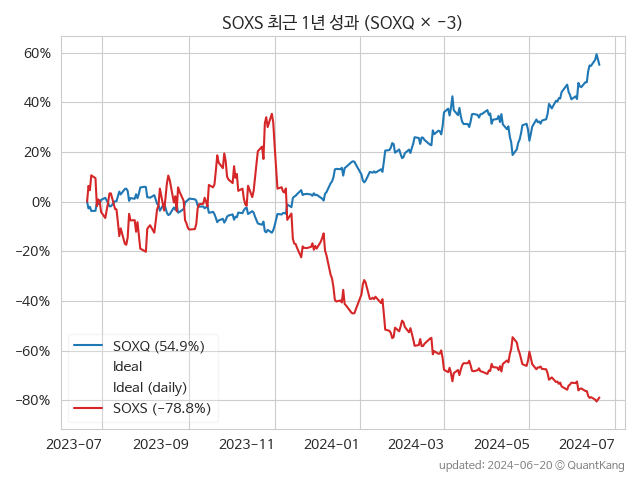 SOXS 최근 1년 성과 (SOXQ × −3)
60%
40%
20%
0%
−20%
−40%
−60%
−80%
SOXQ (54.9%)
Ideal
Ideal (daily)
SOXS (−78.8%)
2023-07
2023-09
2023-11
2024-01
2024-03
2024-05
2024-07
updated: 2024-06-20 © QuantKang